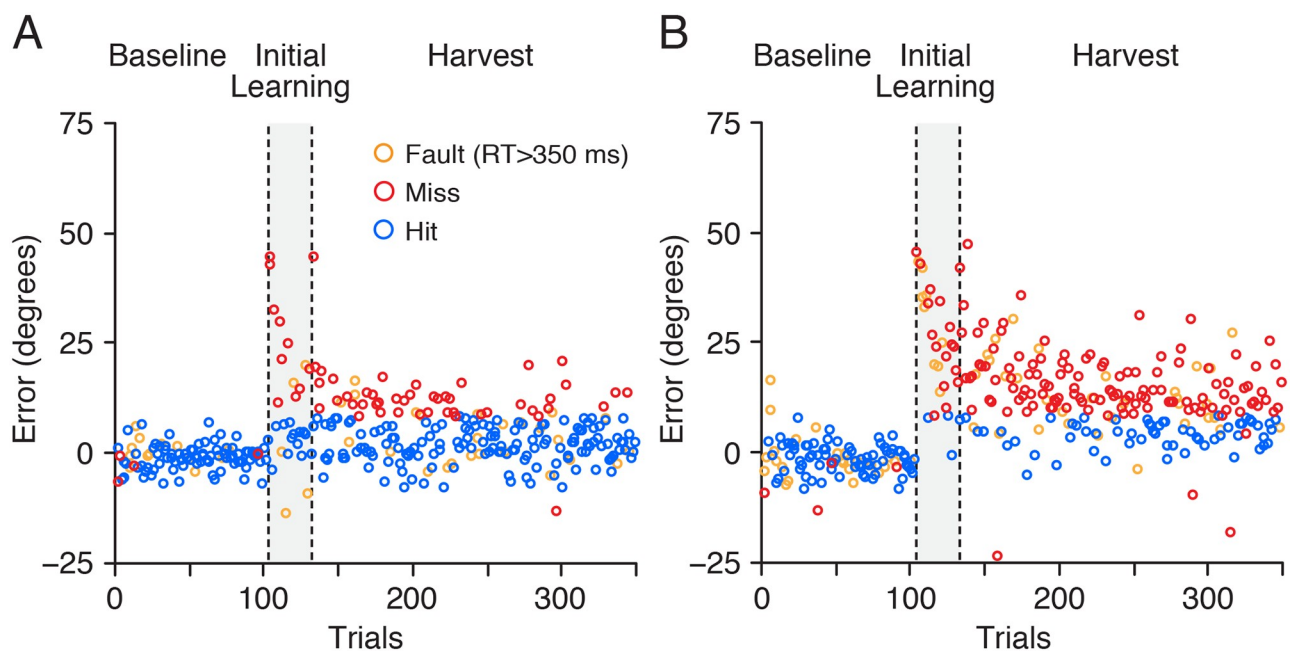 A
Baseline
Initial
Learning
Harvest
75
50
25
0
−25
Error (degrees)
Fault (RT>350 ms)
Miss
Hit
0
100
200
300
Trials
B
Baseline
Initial
Learning
Harvest
75
50
25
0
−25
Error (degrees)
0
100
200
300
Trials